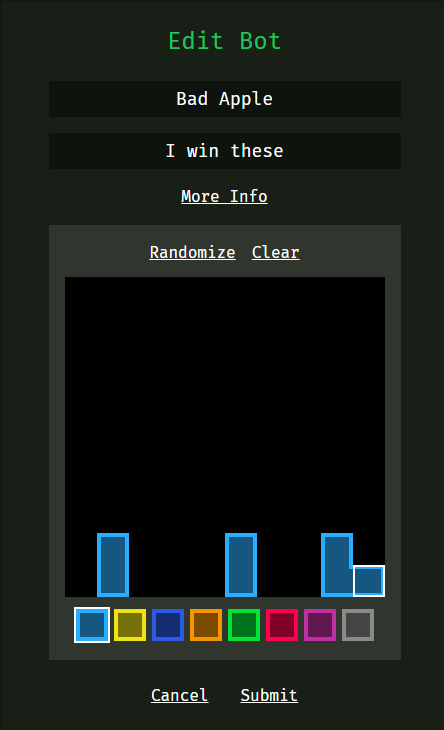 Edit Bot
Bad Apple
I win these
More Info
Randomize Clear
Cancel Submit